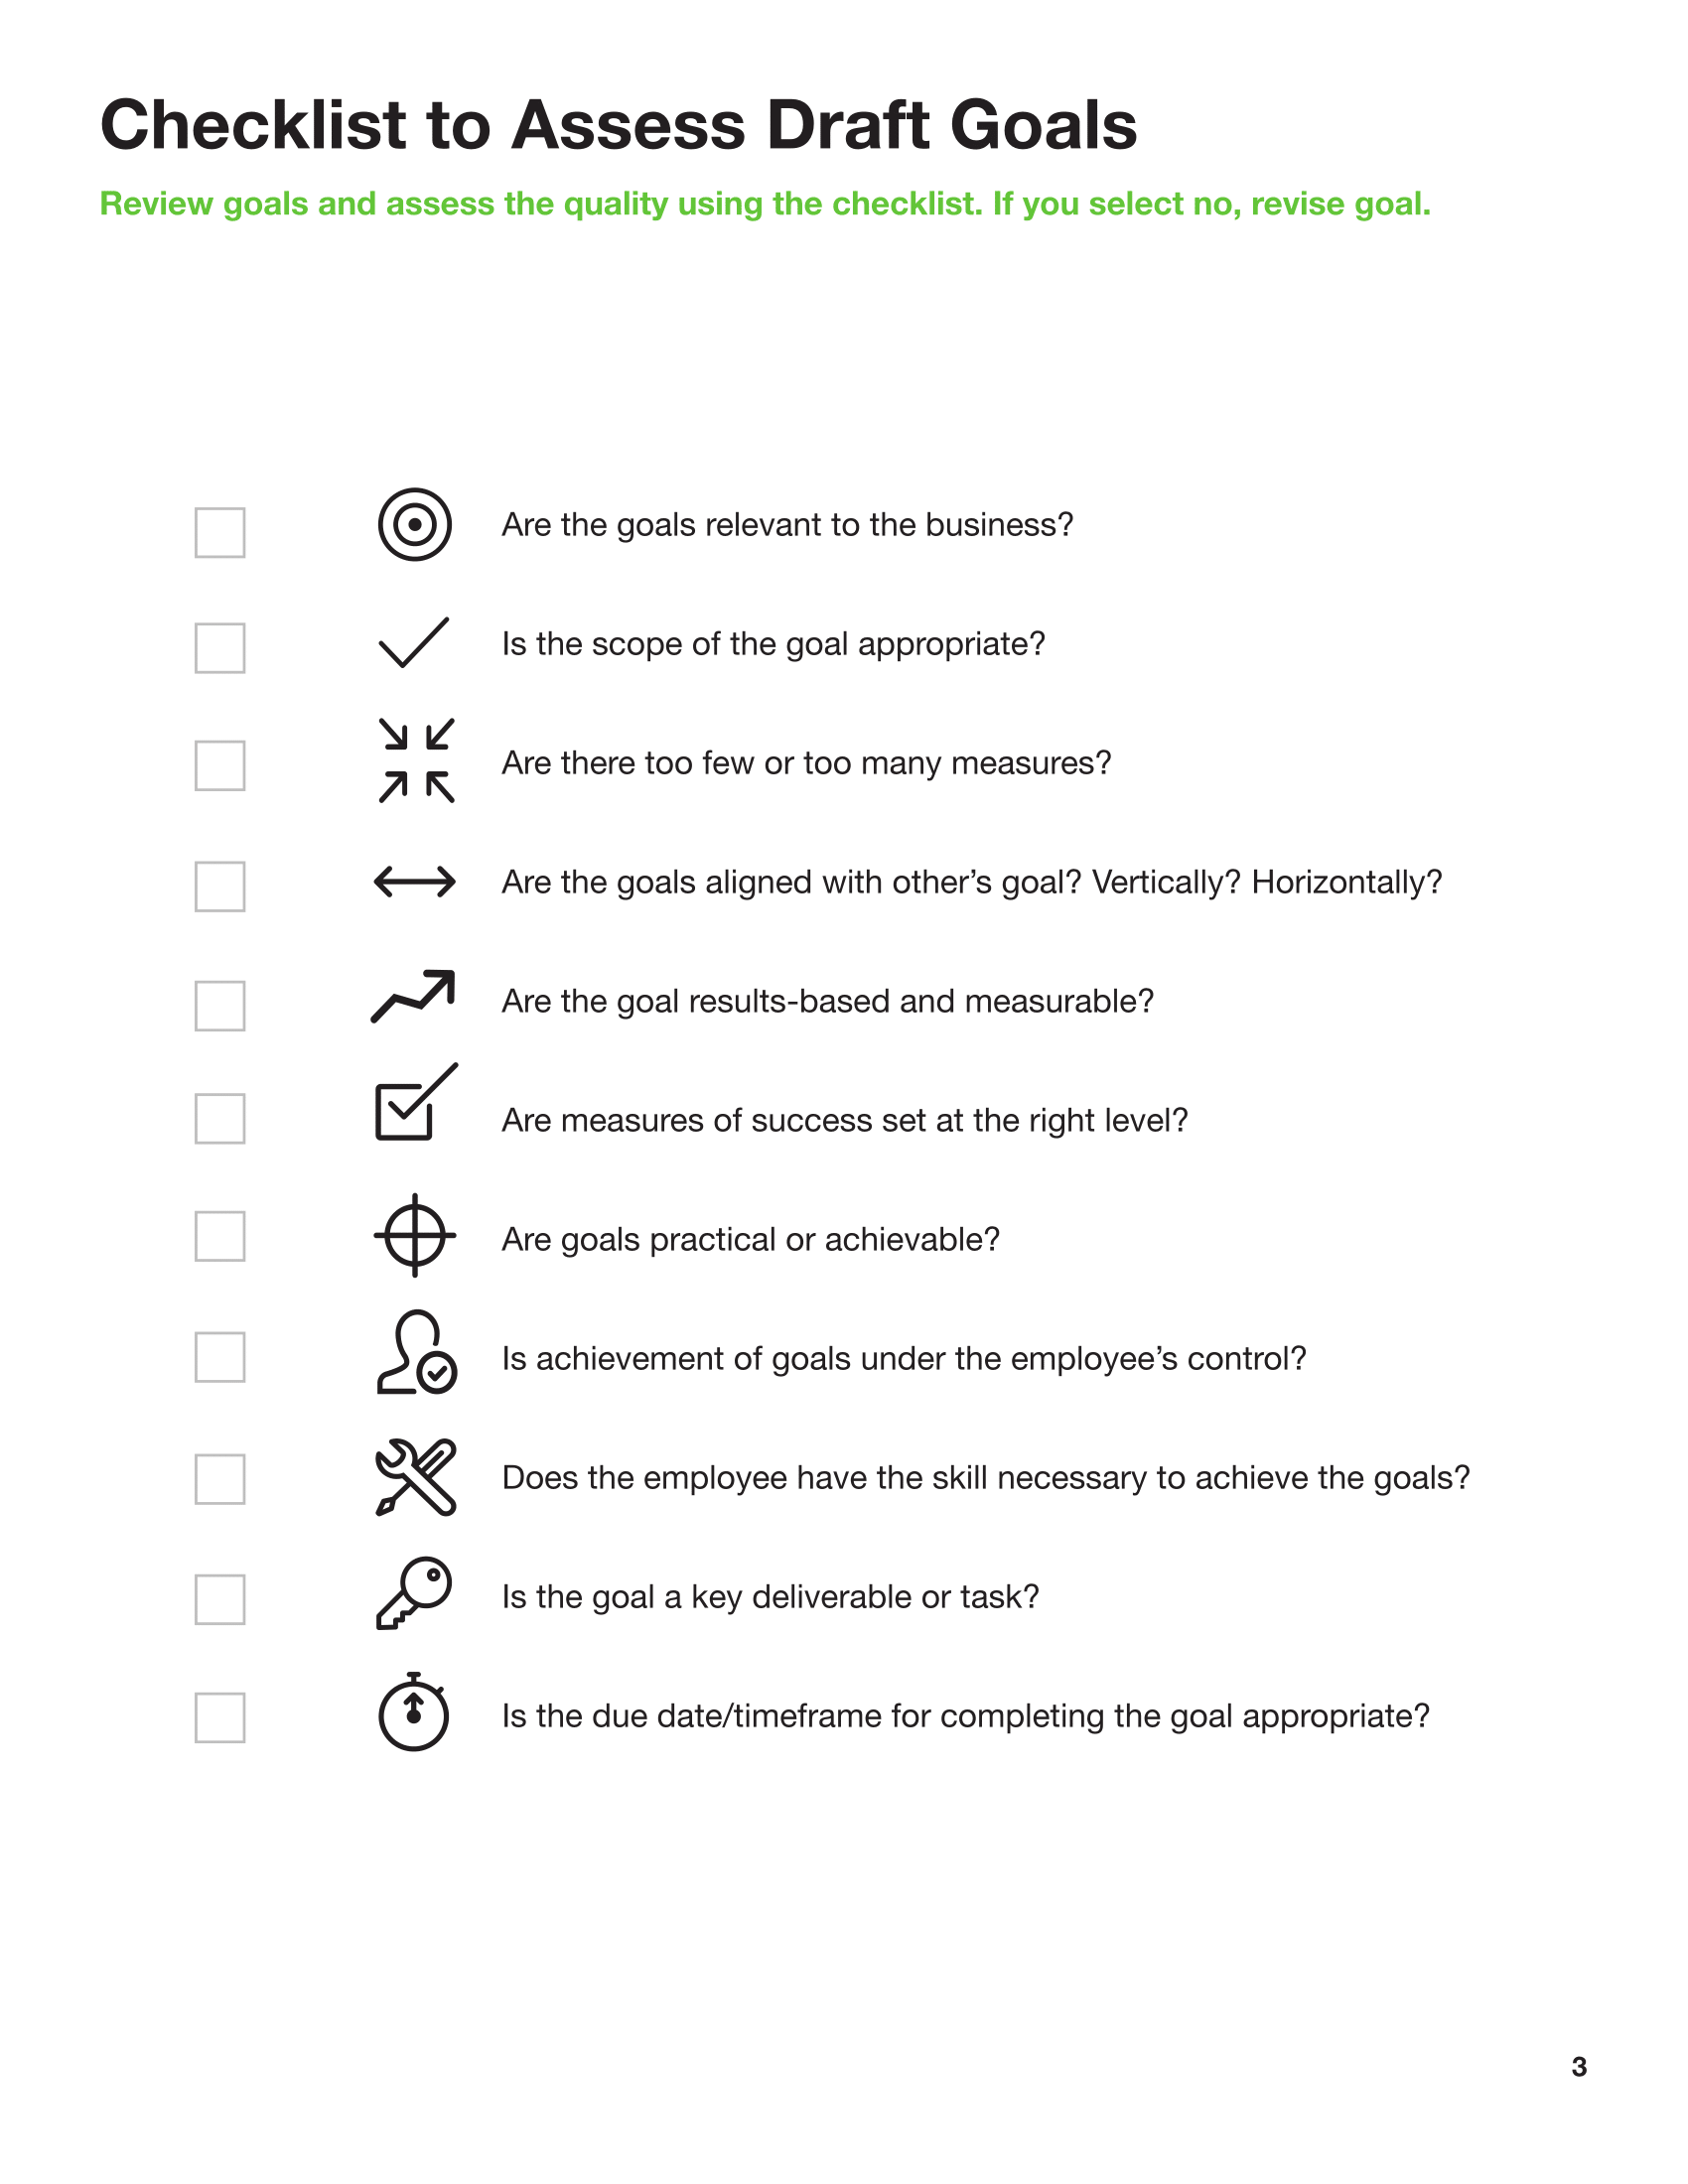 Checklist to Assess Draft Goals
Review goals and assess the quality using the checklist. If you select no, revise goal.
Are the goals relevant to the business?
Is the scope of the goal appropriate?
Are there too few or too many measures?
Are the goals aligned with other’s goal? Vertically? Horizontally?
Are the goal results-based and measurable?
Are measures of success set at the right level?
Are goals practical or achievable?
Is achievement of goals under the employee’s control?
Does the employee have the skill necessary to achieve the goals?
Is the goal a key deliverable or task?
Is the due date/timeframe for completing the goal appropriate?
3